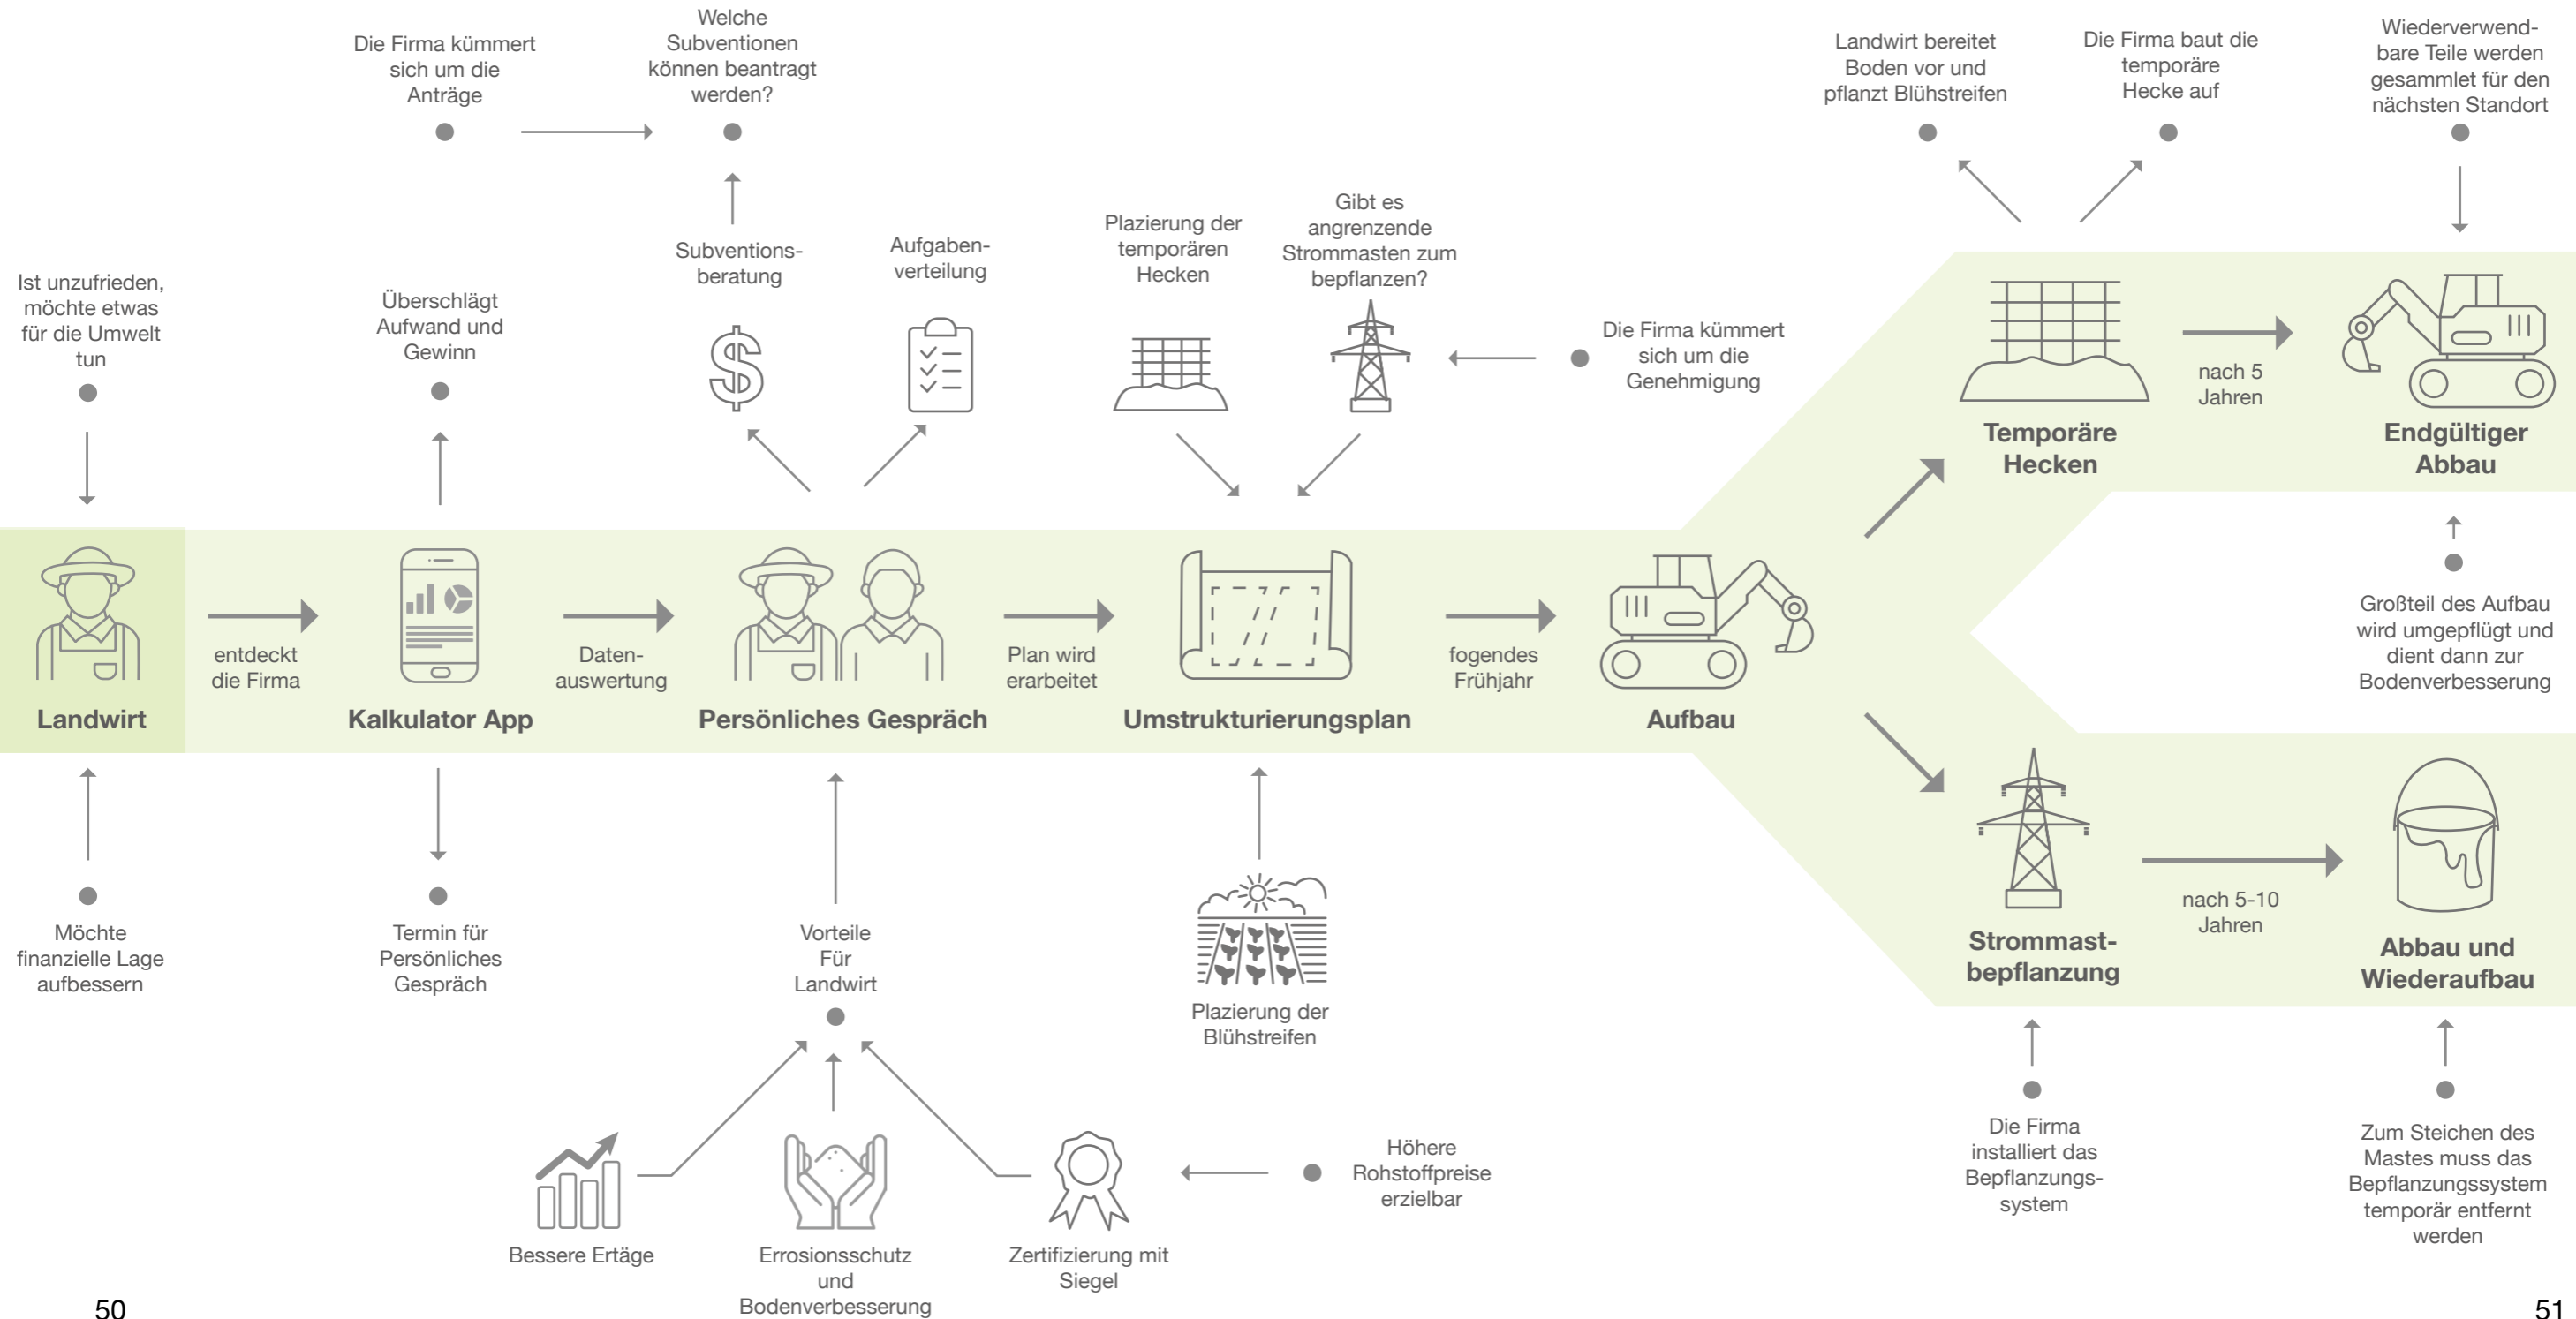 Die Firma kümmert
sich um die
Anträge
Welche
Subventionen
können beantragt
werden?
Landwirt bereitet
Boden vor und
pflanzt Blühstreifen
Die Firma baut die
temporäre
Hecke auf
Wiederverwend-
bare Teile werden
gesammlet für den
nächsten Standort
Ist unzufrieden,
möchte etwas
für die Umwelt
tun
Überschlägt
Aufwand und
Gewinn
Subventions-
beratung
Aufgaben-
verteilung
Plazierung der
temporären
Hecken
Gibt es
angrenzende
Strommasten zum
bepflanzen?
Die Firma kümmert
sich um die
Genehmigung
$
Temporäre
Hecken
nach 5
Jahren
Endgültiger
Abbau
Landwirt
entdeckt
die Firma
Kalkulator App
Daten-
auswertung
Persönliches Gespräch
Plan wird
erarbeitet
Umstrukturierungsplan
fogendes
Frühjahr
Aufbau
Großteil des Aufbau
wird umgepflügt und
dient dann zur
Bodenverbesserung
Strommast-
bepflanzung
nach 5-10
Jahren
Abbau und
Wiederaufbau
Möchte
finanzielle Lage
aufbessern
Termin für
Persönliches
Gespräch
Vorteile
Für
Landwirt
Plazierung der
Blühstreifen
Bessere Ertäge
Errosionsschutz
und
Bodenverbesserung
Zertifizierung mit
Siegel
Höhere
Rohstoffpreise
erzielbar
Die Firma
installiert das
Bepflanzungs-
system
Zum Steichen des
Mastes muss das
Bepflanzungssystem
temporär entfernt
werden
50
51